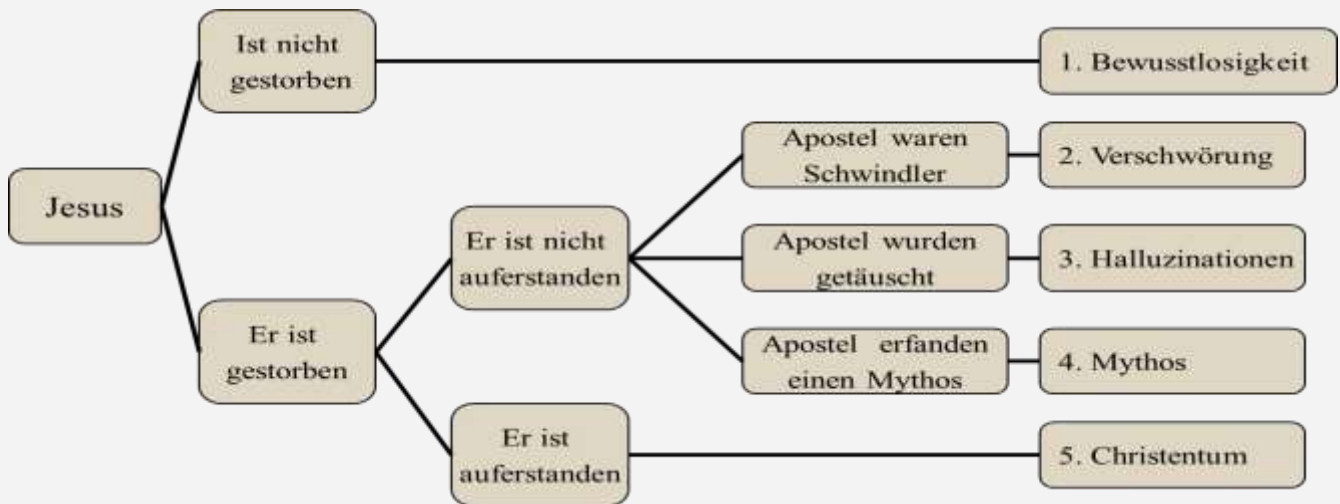 Jesus
Ist nicht
gestorben
1. Bewusstlosigkeit
Er ist
gestorben
Er ist nicht
auferstanden
Apostel waren
Schwindler
2. Verschwörung
Apostel wurden
getäuscht
3. Halluzinationen
Apostel erfanden
einen Mythos
4. Mythos
Er ist
auferstanden
5. Christentum